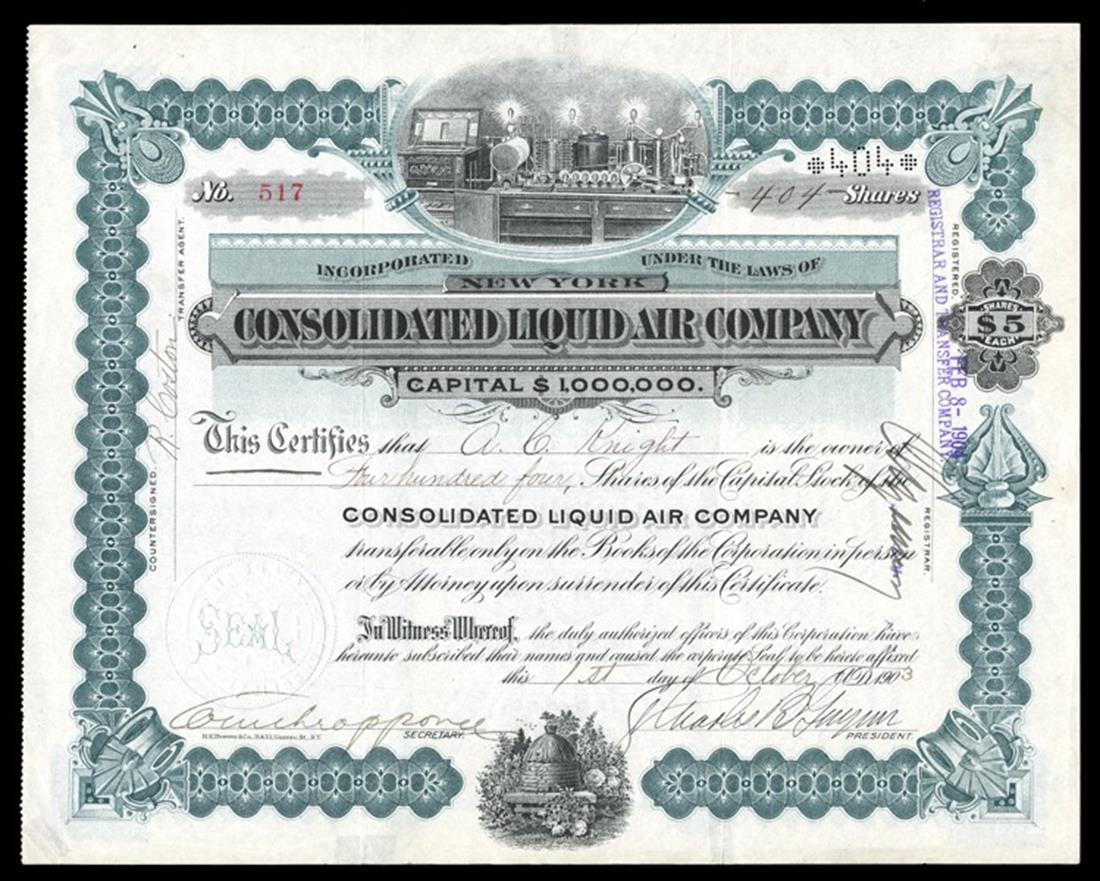 *404*
No. 517
-404- Shares
INCORPORATED UNDER THE LAWS OF
NEW YORK
CONSOLIDATED LIQUID AIR COMPANY
CAPITAL $ 1,000,000.
SHARES
$5
EACH
This Certifies that A. C. Knight is the owner of
Four hundred four, Shares of the Capital Stock of the
CONSOLIDATED LIQUID AIR COMPANY
transferable only on the Books of the Corporation in person
or by Attorney upon surrender of this Certificate.
In Witness Whereof, the duly authorized officers of this Corporation have
hereunto subscribed their names and caused the corporate Seal to be hereto affixed
this 1st day of October A.D. 1903
SECRETARY.
PRESIDENT.
SEAL
COUNTERSIGNED.
TRANSFER AGENT.
REGISTERED.
REGISTRAR AND TRANSFER COMPANY
FEB 8- 190
REGISTRAR.